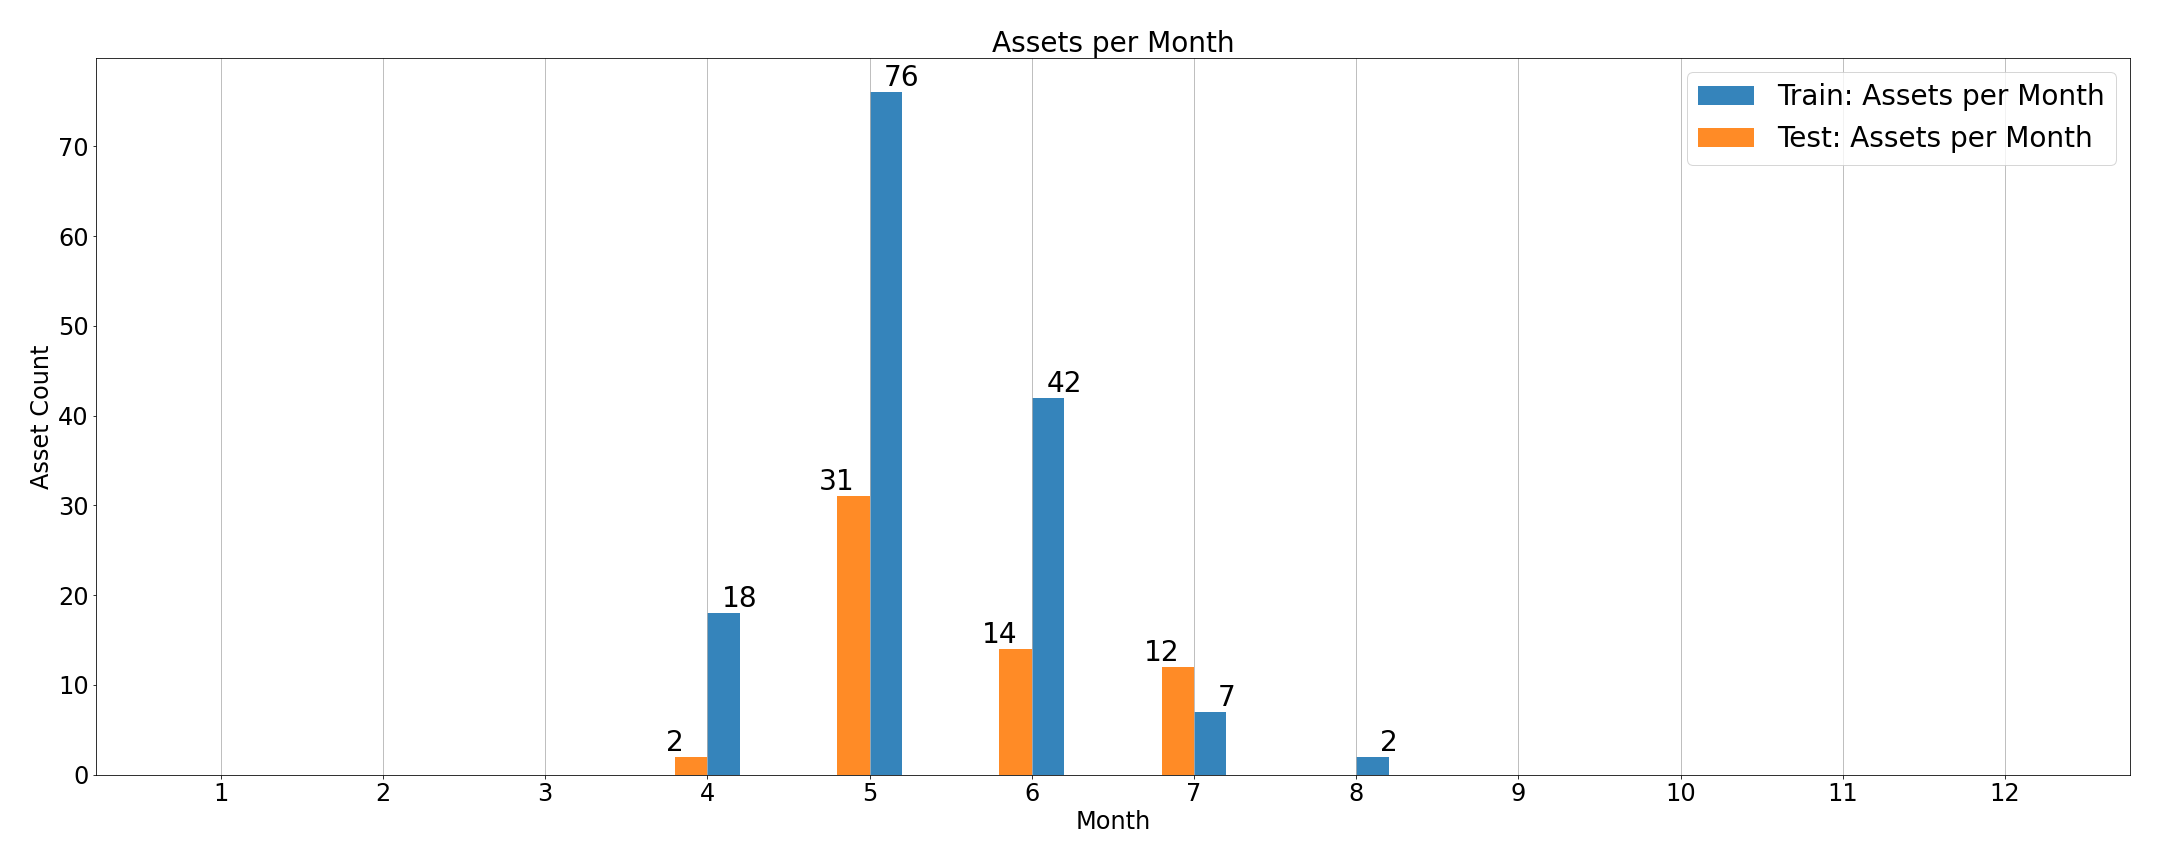 Assets per Month
Train: Assets per Month
Test: Assets per Month
Asset Count
70
60
50
40
30
20
10
0
2
18
31
76
14
42
12
7
2
1 2 3 4 5 6 7 8 9 10 11 12
Month